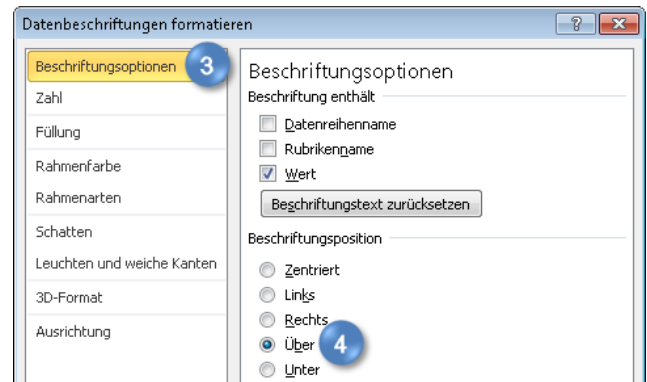 Datenbeschriftungen formatieren
?
Beschriftungsoptionen 3
Zahl
Füllung
Rahmenfarbe
Rahmenarten
Schatten
Leuchten und weiche Kanten
3D-Format
Ausrichtung
Beschriftungsoptionen
Beschriftung enthält
Datenreihenname
Rubrikenname
Wert
Beschriftungstext zurücksetzen
Beschriftungsposition
Zentriert
Links
Rechts
Über 4
Unter